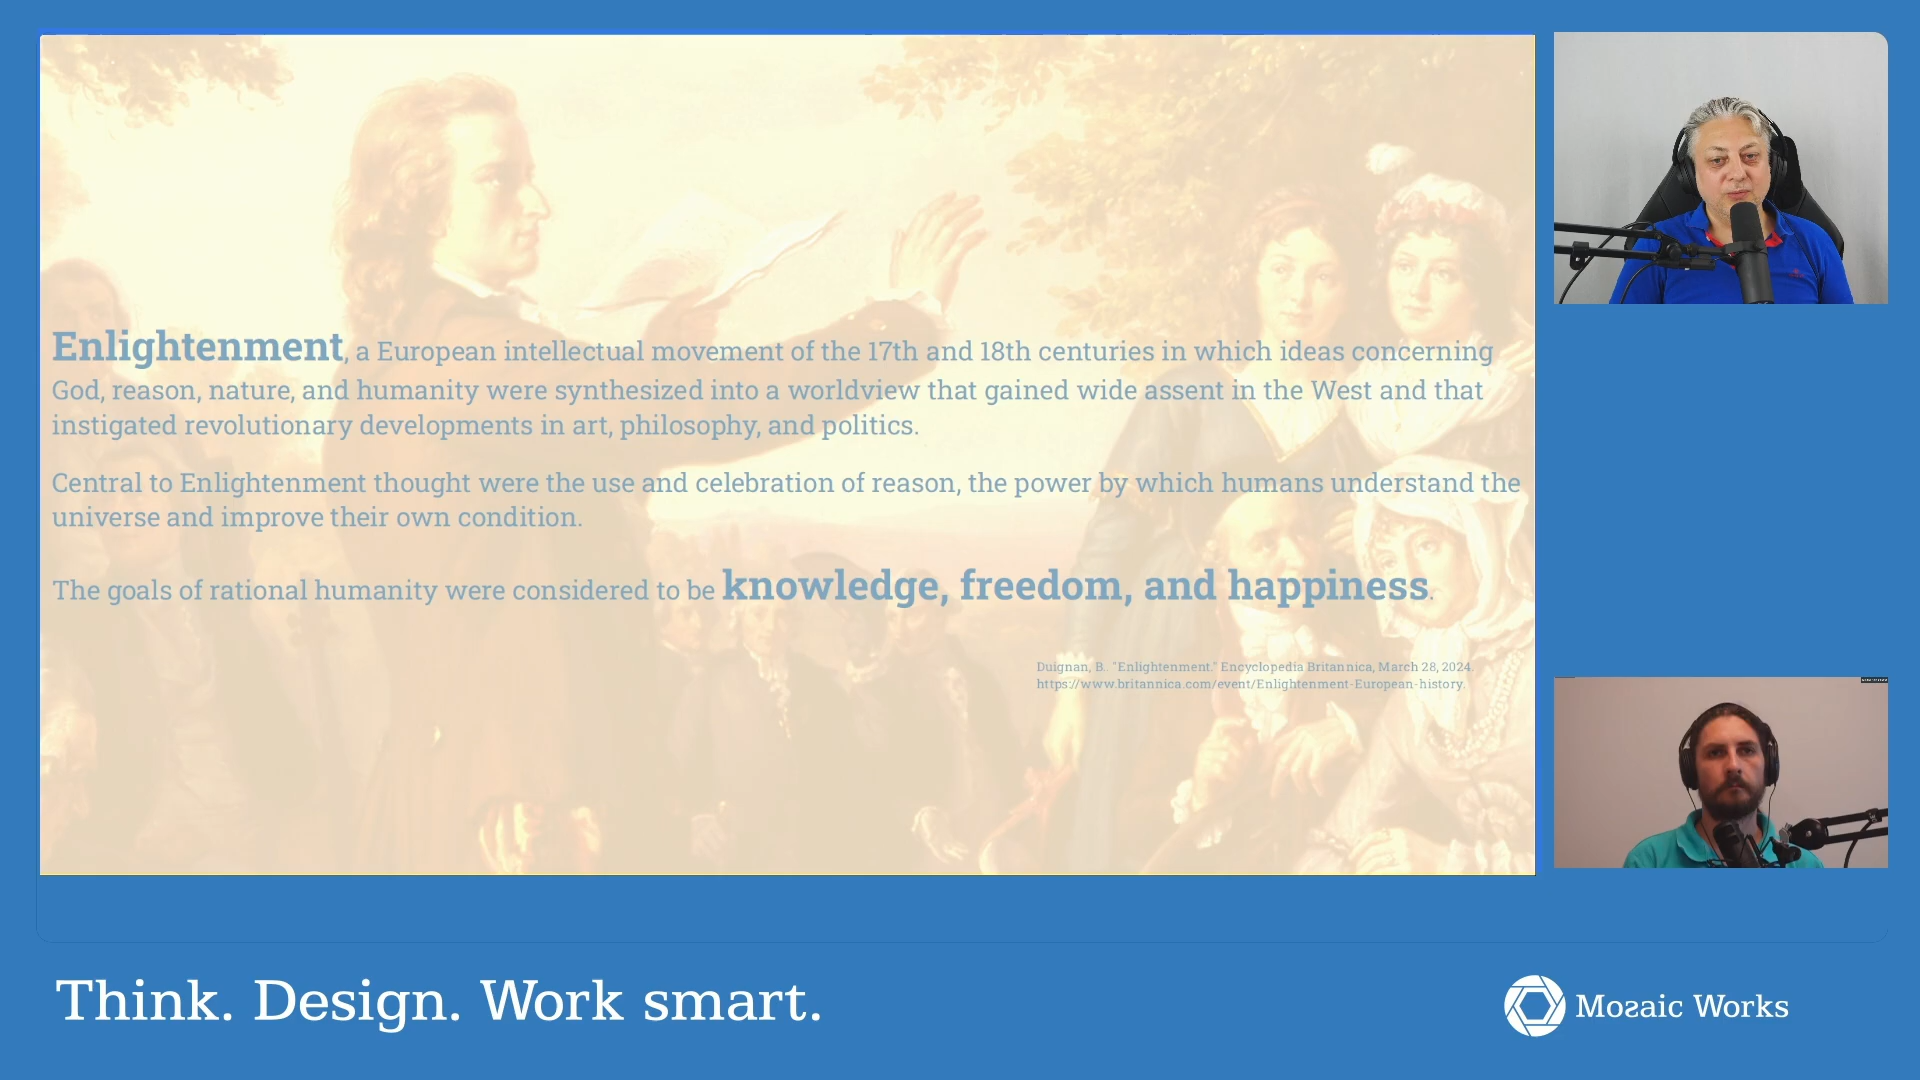 Enlightenment, a European intellectual movement of the 17th and 18th centuries in which ideas concerning
God, reason, nature, and humanity were synthesized into a worldview that gained wide assent in the West and that
instigated revolutionary developments in art, philosophy, and politics.
Central to Enlightenment thought were the use and celebration of reason, the power by which humans understand the
universe and improve their own condition.
The goals of rational humanity were considered to be knowledge, freedom, and happiness.
Duignan, B.. "Enlightenment." Encyclopedia Britannica, March 28, 2024.
https://www.britannica.com/event/Enlightenment-European-history.
Think. Design. Work smart.
Mozaic Works